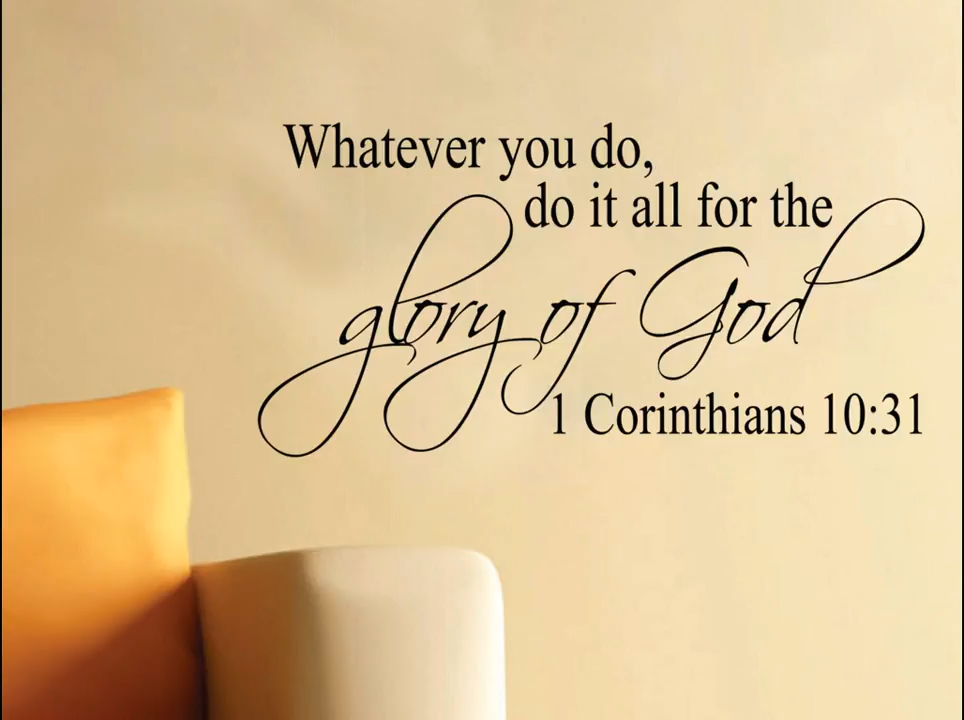 Whatever you do,
do it all for the
glory of God
1 Corinthians 10:31